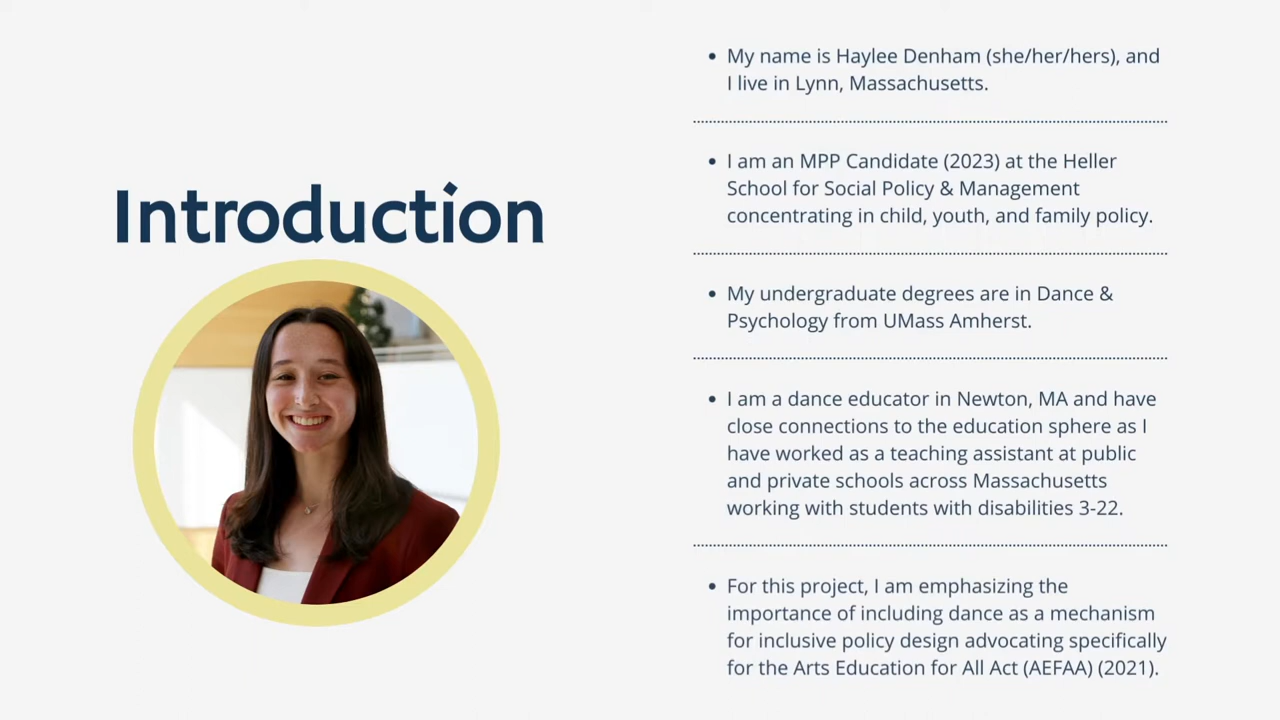 Introduction
• My name is Haylee Denham (she/her/hers), and
I live in Lynn, Massachusetts.
• I am an MPP Candidate (2023) at the Heller
School for Social Policy & Management
concentrating in child, youth, and family policy.
• My undergraduate degrees are in Dance &
Psychology from UMass Amherst.
• I am a dance educator in Newton, MA and have
close connections to the education sphere as I
have worked as a teaching assistant at public
and private schools across Massachusetts
working with students with disabilities 3-22.
• For this project, I am emphasizing the
importance of including dance as a mechanism
for inclusive policy design advocating specifically
for the Arts Education for All Act (AEFAA) (2021).